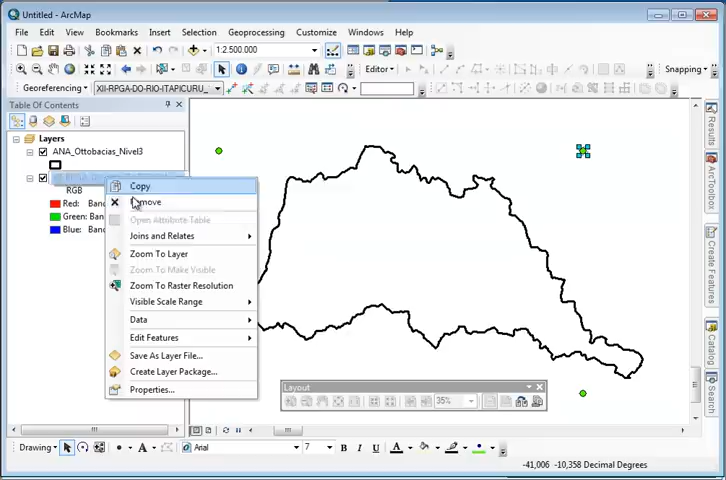 Untitled - ArcMap
File Edit View Bookmarks Insert Selection Geoprocessing Customize Windows Help
1:2.500.000
Editor
Georeferencing XII-RPGA-DO-RIO-ITAPICURU_ Snapping
Table Of Contents
Layers
ANA_Ottobacias_Nivel3
RGB
Red: Band
Green: Band
Blue: Band
Copy
Remove
Open Attribute Table
Joins and Relates
Zoom To Layer
Zoom To Make Visible
Zoom To Raster Resolution
Visible Scale Range
Data
Edit Features
Save As Layer File...
Create Layer Package...
Properties...
Layout
35%
Results
ArcToolbox
Create Features
Catalog
Search
Drawing Arial 7 B I U A
-41,006 -10,358 Decimal Degrees